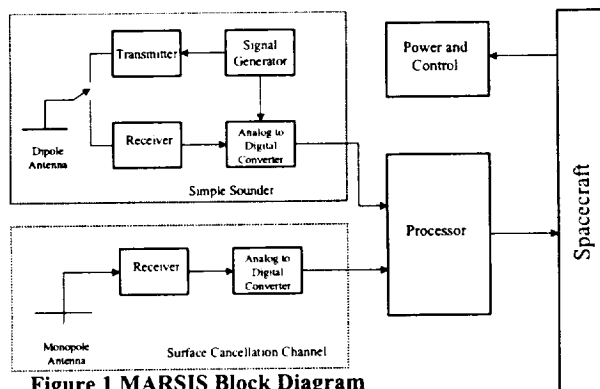 Transmitter
Signal
Generator
Power and
Control
Dipole
Antenna
Receiver
Analog to
Digital
Converter
Simple Sounder
Processor
Spacecraft
Receiver
Analog to
Digital
Converter
Monopole
Antenna
Surface Cancellation Channel
Figure 1 MARSIS Block Diagram